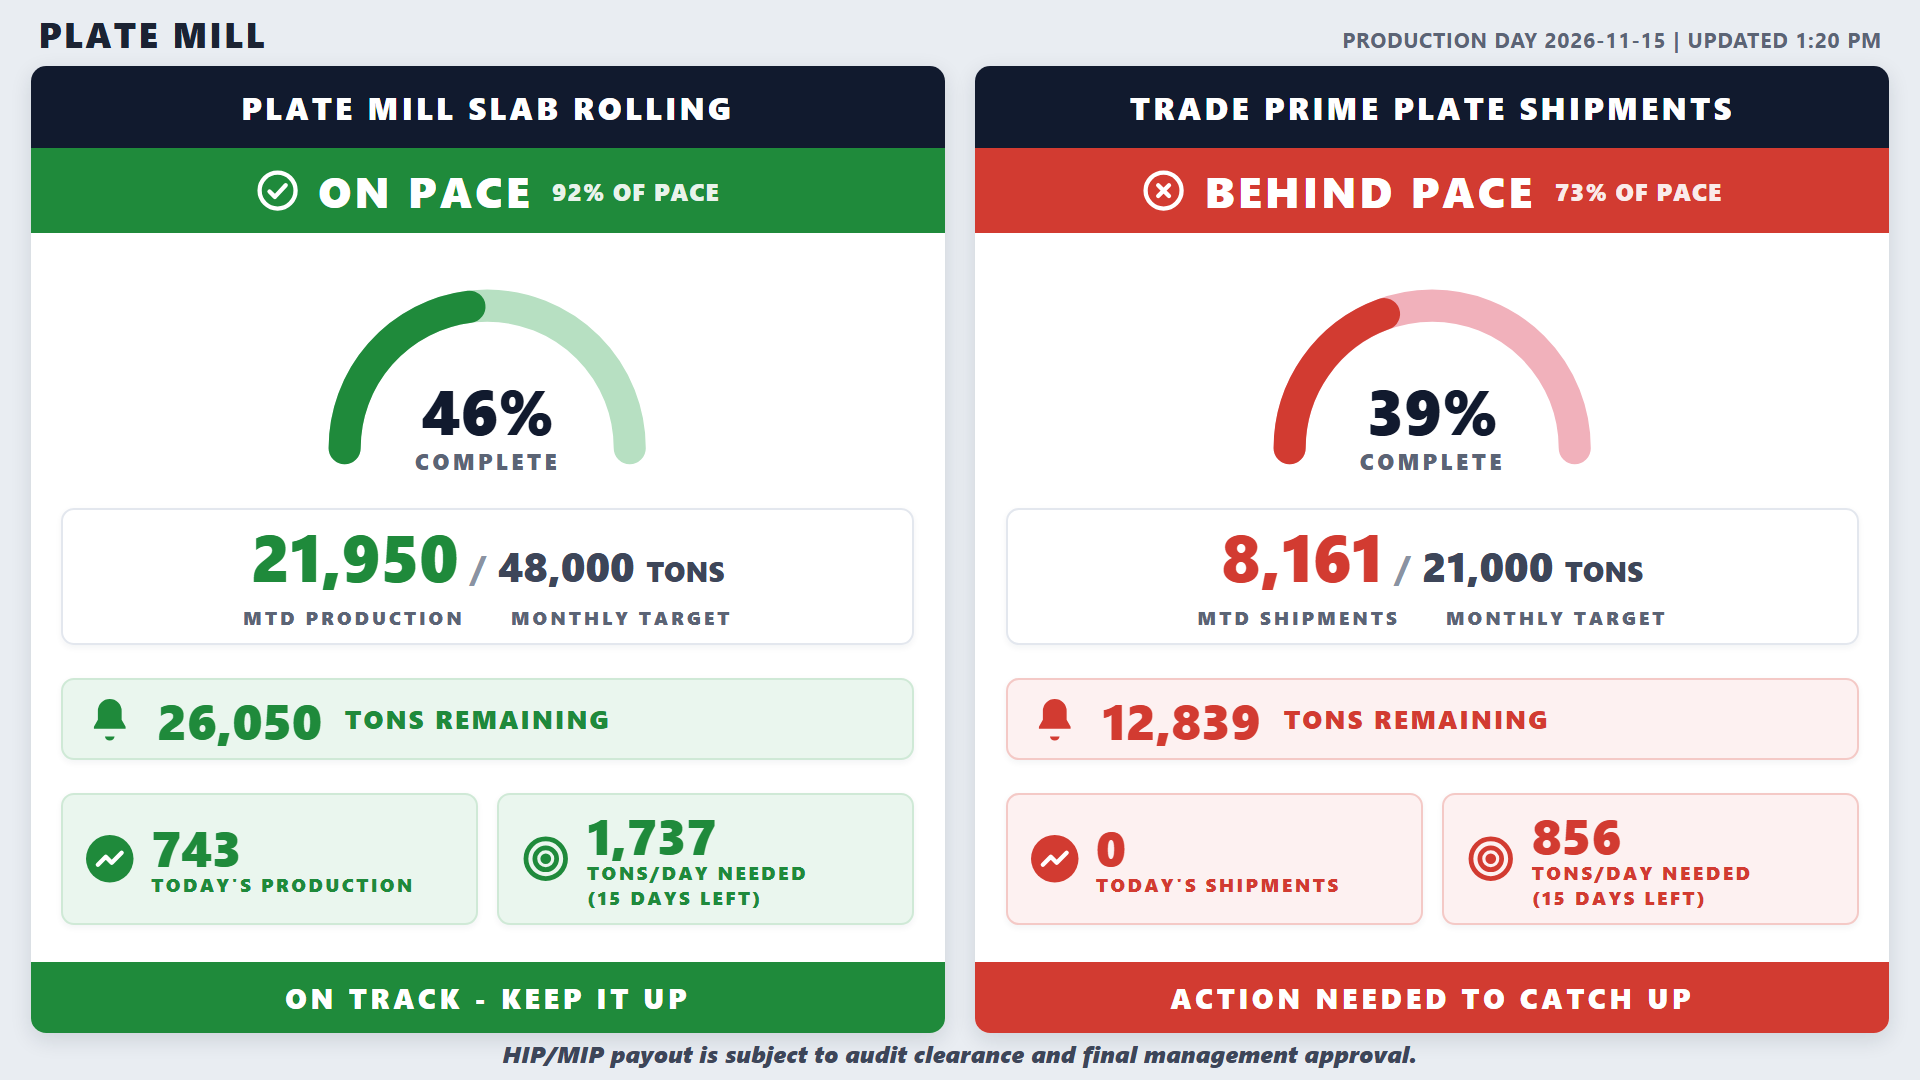 PLATE MILL
PRODUCTION DAY 2026-11-15 | UPDATED 1:20 PM
PLATE MILL SLAB ROLLING
ON PACE 92% OF PACE
46%
COMPLETE
21,950 / 48,000 TONS
MTD PRODUCTION MONTHLY TARGET
26,050 TONS REMAINING
743
TODAY'S PRODUCTION
1,737
TONS/DAY NEEDED
(15 DAYS LEFT)
ON TRACK - KEEP IT UP
TRADE PRIME PLATE SHIPMENTS
BEHIND PACE 73% OF PACE
39%
COMPLETE
8,161 / 21,000 TONS
MTD SHIPMENTS MONTHLY TARGET
12,839 TONS REMAINING
0
TODAY'S SHIPMENTS
856
TONS/DAY NEEDED
(15 DAYS LEFT)
ACTION NEEDED TO CATCH UP
HIP/MIP payout is subject to audit clearance and final management approval.